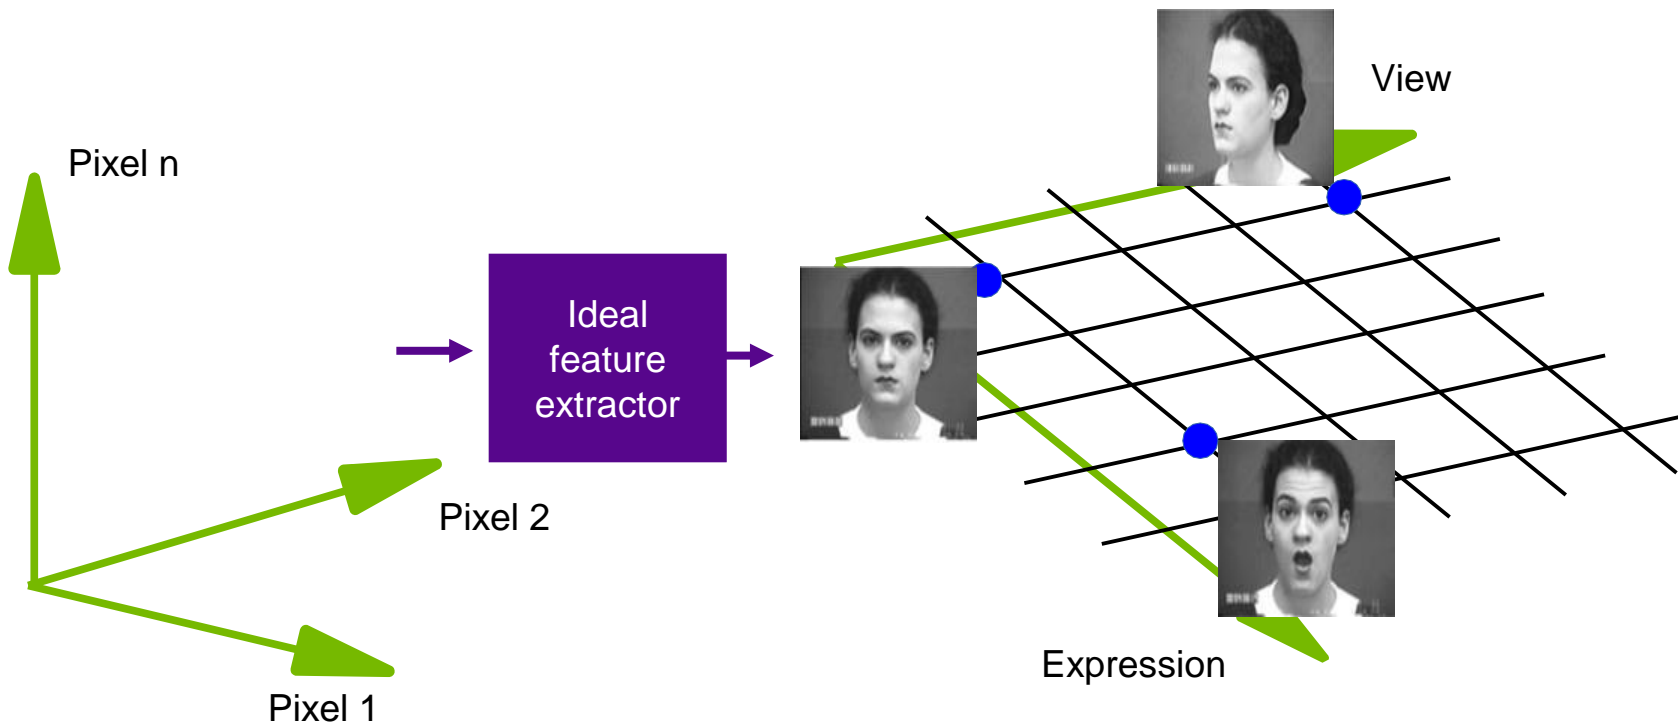 View
Pixel n
Ideal
feature
extractor
Pixel 2
Expression
Pixel 1